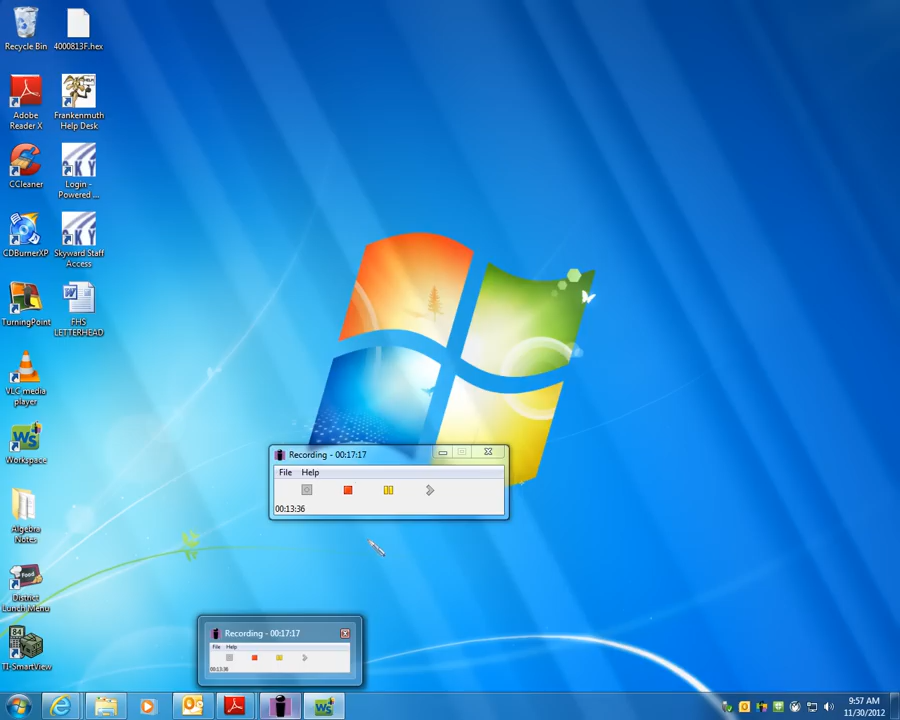 Recycle Bin
4000813F.hex
Adobe
Reader X
Frankenmuth
Help Desk
CCleaner
Login -
Powered ...
CDBurnerXP
Skyward Staff
Access
TurningPoint
FHS
LETTERHEAD
VLC media
player
Workspace
Algebra
Notes
District
Lunch Menu
TI-SmartView
Recording - 00:17:17
File Help
00:13:36
Recording - 00:17:17
File Help
00:13:36
9:57 AM
11/30/2012